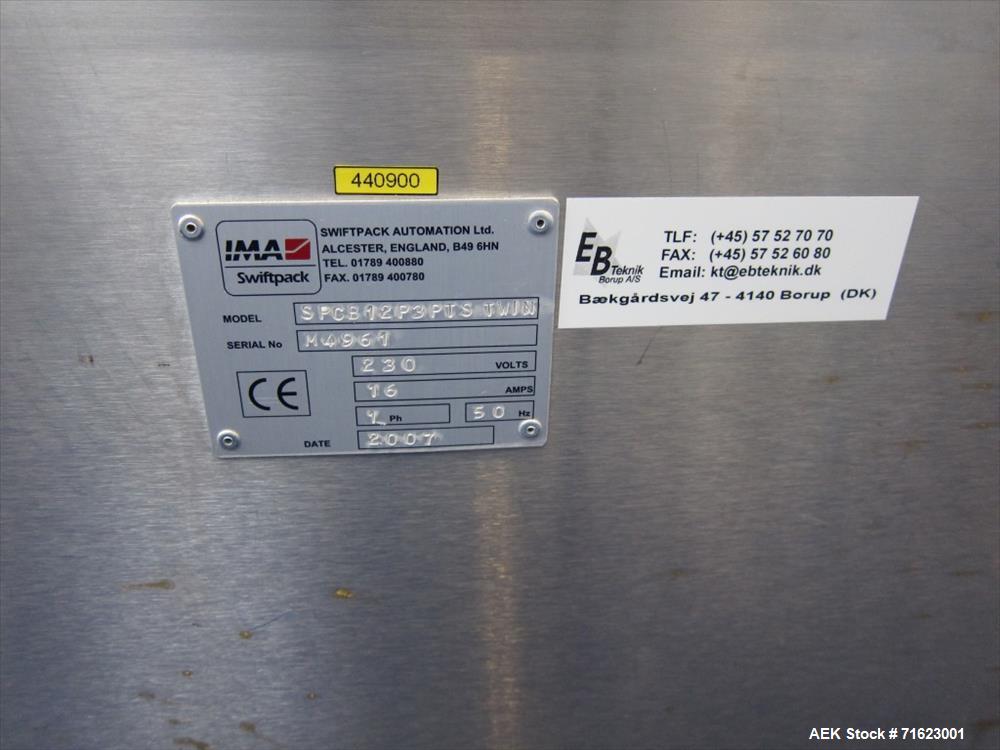 440900
IMA
Swiftpack
SWIFTPACK AUTOMATION Ltd.
ALCESTER, ENGLAND, B49 6HN
TEL. 01789 400880
FAX. 01789 400780
MODEL SPCB12P3PTS TWIN
SERIAL No M4961
230 VOLTS
16 AMPS
CE
1 Ph 50 Hz
DATE 2007
EB Teknik
Borup A/S
TLF: (+45) 57 52 70 70
FAX: (+45) 57 52 60 80
Email: kt@ebteknik.dk
Bækgårdsvej 47 - 4140 Borup (DK)
AEK Stock # 71623001